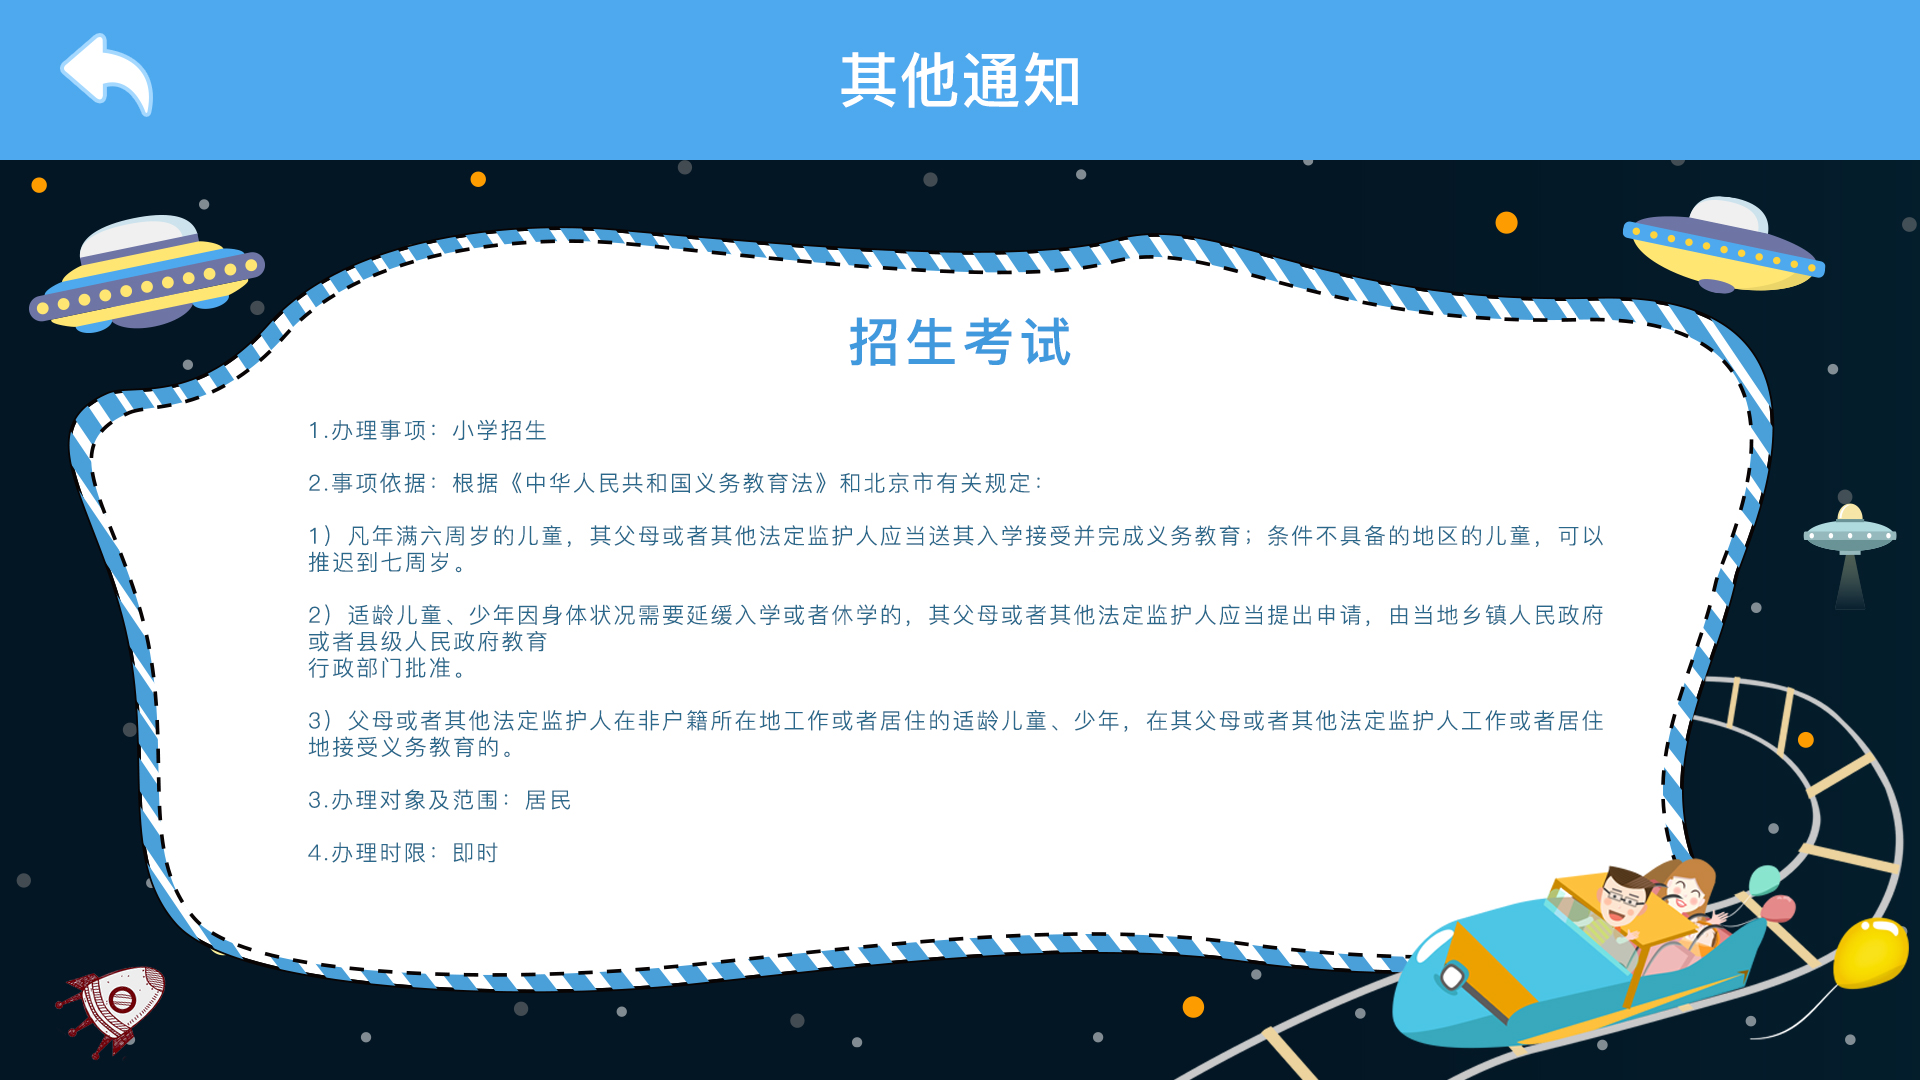 其他通知
招生考试
1.办理事项：小学招生
2.事项依据：根据《中华人民共和国义务教育法》和北京市有关规定：
1）凡年满六周岁的儿童，其父母或者其他法定监护人应当送其入学接受并完成义务教育；条件不具备的地区的儿童，可以
推迟到七周岁。
2）适龄儿童、少年因身体状况需要延缓入学或者休学的，其父母或者其他法定监护人应当提出申请，由当地乡镇人民政府
或者县级人民政府教育
行政部门批准。
3）父母或者其他法定监护人在非户籍所在地工作或者居住的适龄儿童、少年，在其父母或者其他法定监护人工作或者居住
地接受义务教育的。
3.办理对象及范围：居民
4.办理时限：即时